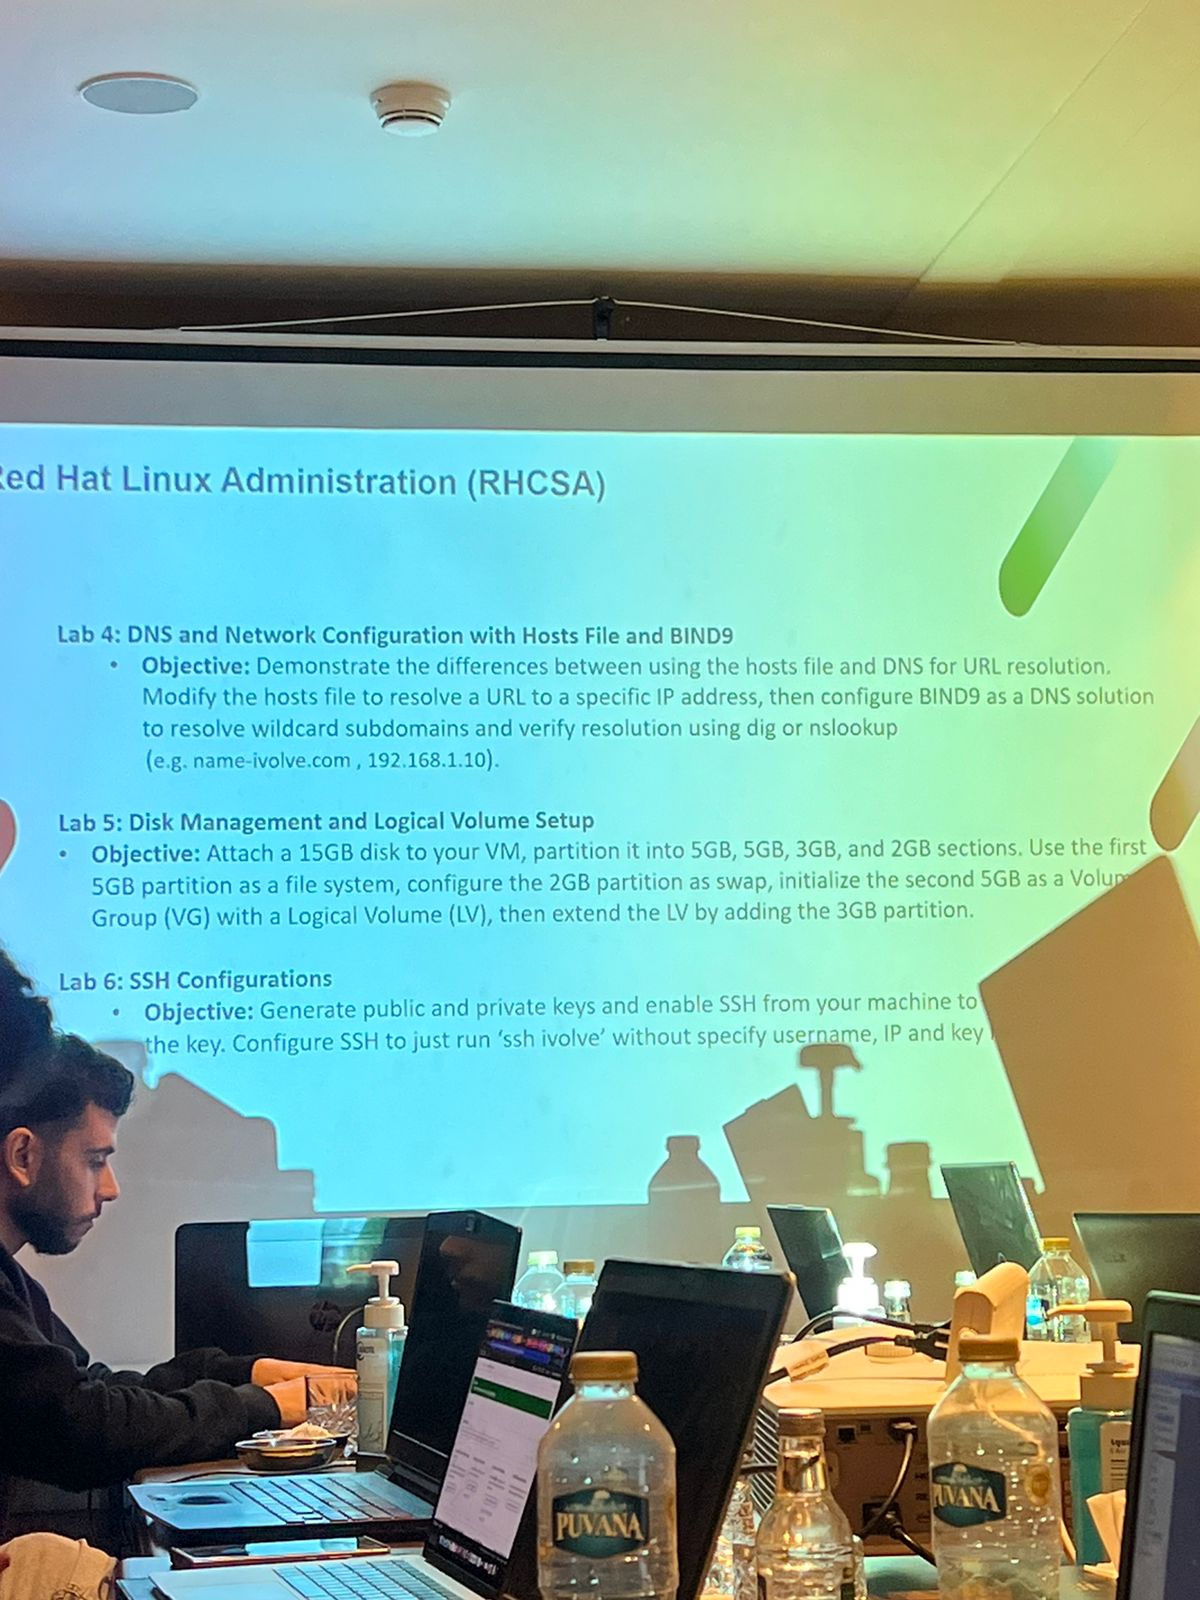 Red Hat Linux Administration (RHCSA)
Lab 4: DNS and Network Configuration with Hosts File and BIND9
• Objective: Demonstrate the differences between using the hosts file and DNS for URL resolution.
Modify the hosts file to resolve a URL to a specific IP address, then configure BIND9 as a DNS solution
to resolve wildcard subdomains and verify resolution using dig or nslookup
(e.g. name-ivolve.com , 192.168.1.10).
Lab 5: Disk Management and Logical Volume Setup
• Objective: Attach a 15GB disk to your VM, partition it into 5GB, 5GB, 3GB, and 2GB sections. Use the first
5GB partition as a file system, configure the 2GB partition as swap, initialize the second 5GB as a Volum
Group (VG) with a Logical Volume (LV), then extend the LV by adding the 3GB partition.
Lab 6: SSH Configurations
• Objective: Generate public and private keys and enable SSH from your machine to
the key. Configure SSH to just run ‘ssh ivolve’ without specify username, IP and key
PUVANA
PUVANA